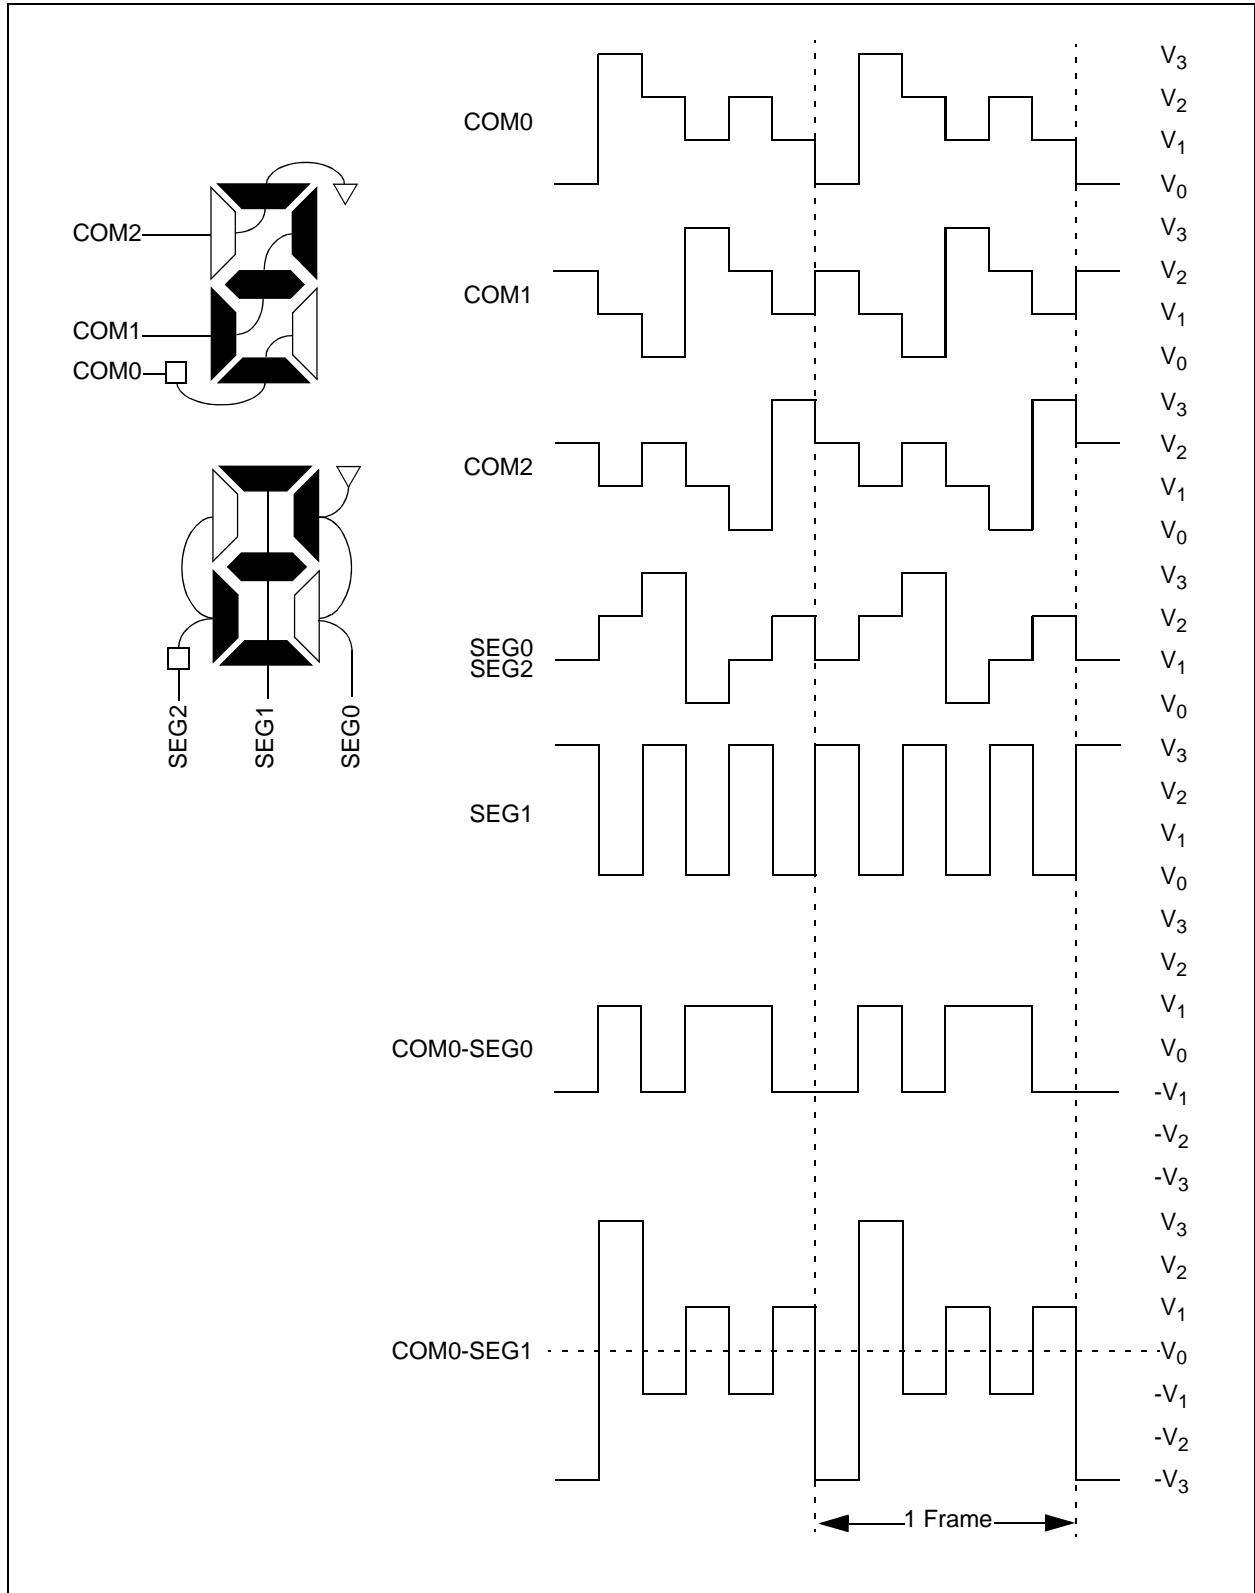 COM2
COM1
COM0
SEG2
SEG1
SEG0
COM0
V3
V2
V1
V0
COM1
V3
V2
V1
V0
COM2
V3
V2
V1
V0
SEG0
SEG2
V3
V2
V1
V0
SEG1
V3
V2
V1
V0
COM0-SEG0
V3
V2
V1
V0
-V1
-V2
-V3
COM0-SEG1
V3
V2
V1
V0
-V1
-V2
-V3
1 Frame